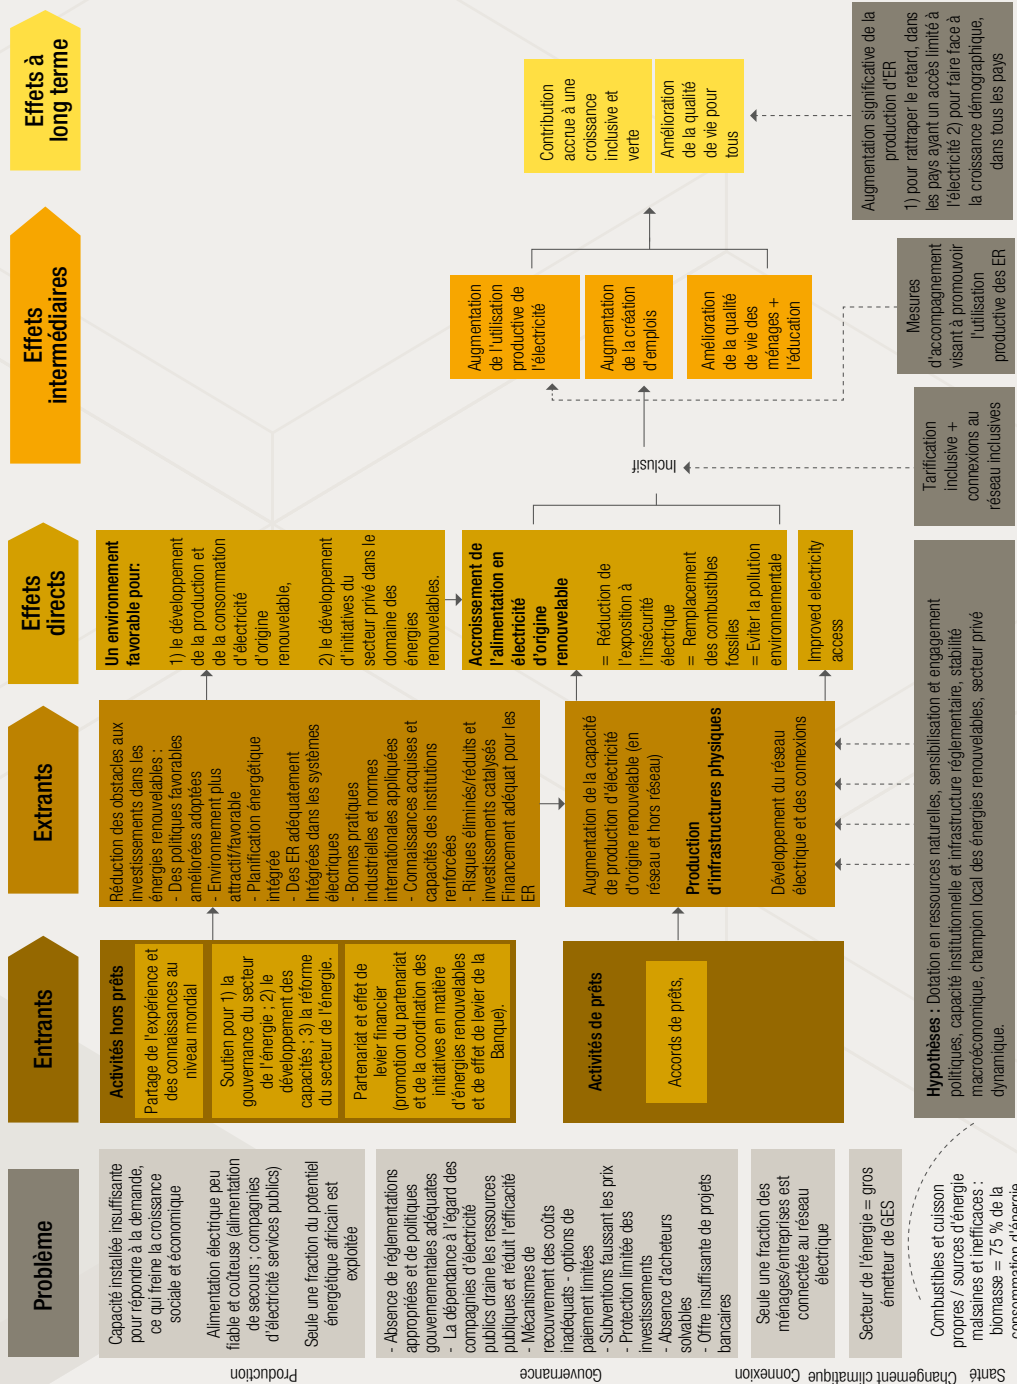 Problème
Entrants
Extrants
Effets
directs
Effets
intermédiaires
Effets à
long terme
Production
Capacité installée insuffisante
pour répondre à la demande,
ce qui freine la croissance
sociale et économique
Alimentation électrique peu
fiable et coûteuse (alimentation
de secours : compagnies
d'électricité services publics)
Seule une fraction du potentiel
énergétique africain est
exploitée
Gouvernance
- Absence de réglementations
appropriées et de politiques
gouvernementales adéquates
- La dépendance à l'égard des
compagnies d'électricité
publics draine les ressources
publiques et réduit l'efficacité
- Mécanismes de
recouvrement des coûts
inadéquats - options de
paiement limitées
- Subventions faussant les prix
- Protection limitée des
investissements
- Absence d'acheteurs
solvables
- Offre insuffisante de projets
bancaires
Connexion
Seule une fraction des
ménages/entreprises est
connectée au réseau
électrique
Changement climatique
Secteur de l'énergie = gros
émetteur de GES
Santé
Combustibles et cuisson
propres / sources d'énergie
malsaines et inefficaces :
biomasse = 75 % de la
consommation d'énergie
Activités hors prêts
Partage de l'expérience et
des connaissances au
niveau mondial
Soutien pour 1) la
gouvernance du secteur
de l'énergie ; 2) le
développement des
capacités ; 3) la réforme
du secteur de l'énergie.
Partenariat et effet de
levier financier
(promotion du partenariat
et de la coordination des
initiatives en matière
d'énergies renouvelables
et de effet de levier de la
Banque).
Activités de prêts
Accords de prêts,
Réduction des obstacles aux
investissements dans les
énergies renouvelables :
- Des politiques favorables
améliorées adoptées
- Environnement plus
attractif/favorable
- Planification énergétique
intégrée
- Des ER adéquatement
Intégrées dans les systèmes
électriques
- Bonnes pratiques
industrielles et normes
internationales appliquées
- Connaissances acquises et
capacités des institutions
renforcées
- Risques éliminés/réduits et
investissements catalysés
Financement adéquat pour les
ER
Augmentation de la capacité
de production d'électricité
d'origine renouvelable (en
réseau et hors réseau)
Production
d'infrastructures physiques
Développement du réseau
électrique et des connexions
Un environnement
favorable pour:
1) le développement
de la production et
de la consommation
d'électricité
d'origine
renouvelable,
2) le développement
d'initiatives du
secteur privé dans le
domaine des
énergies
renouvelables.
Accroissement de
l'alimentation en
électricité
d'origine
renouvelable
= Réduction de
l'exposition à
l'insécurité
électrique
= Remplacement
des combustibles
fossiles
= Eviter la pollution
environnementale
Improved electricity
access
Inclusif
Augmentation
de l'utilisation
productive de
l'électricité
Augmentation
de la création
d'emplois
Amélioration
de la qualité
de vie des
ménages +
l'éducation
Contribution
accrue à une
croissance
inclusive et
verte
Amélioration
de la qualité
de vie pour
tous
Hypothèses : Dotation en ressources naturelles, sensibilisation et engagement
politiques, capacité institutionnelle et infrastructure réglementaire, stabilité
macroéconomique, champion local des énergies renouvelables, secteur privé
dynamique.
Tarification
inclusive +
connexions au
réseau inclusives
Mesures
d'accompagnement
visant à promouvoir
l'utilisation
productive des ER
Augmentation significative de la
production d'ER
1) pour rattraper le retard, dans
les pays ayant un accès limité à
l'électricité 2) pour faire face à
la croissance démographique,
dans tous les pays